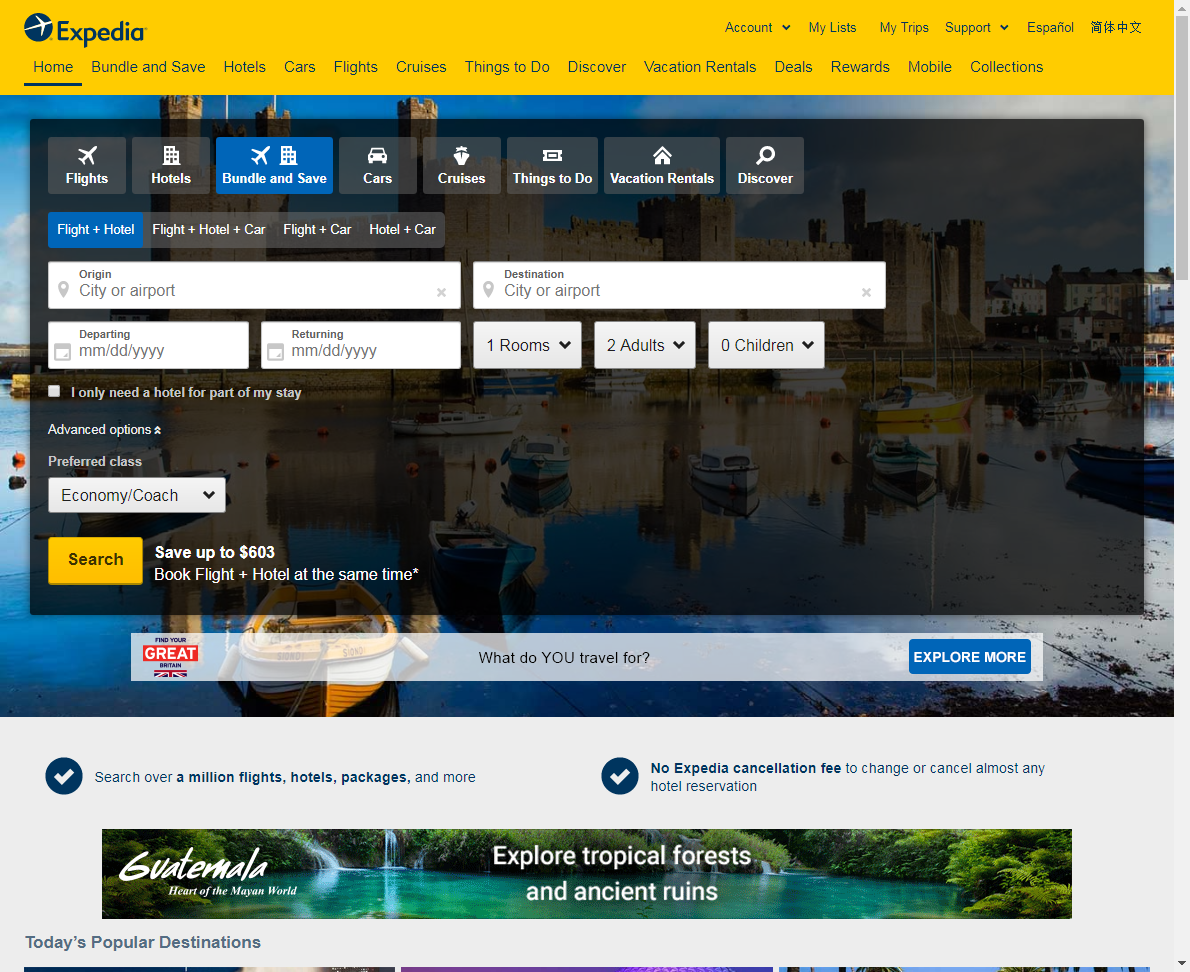 Expedia
Account
My Lists
My Trips
Support
Español
简体中文
Home
Bundle and Save
Hotels
Cars
Flights
Cruises
Things to Do
Discover
Vacation Rentals
Deals
Rewards
Mobile
Collections
Flights
Hotels
Bundle and Save
Cars
Cruises
Things to Do
Vacation Rentals
Discover
Flight + Hotel
Flight + Hotel + Car
Flight + Car
Hotel + Car
Origin
City or airport
Destination
City or airport
Departing
mm/dd/yyyy
Returning
mm/dd/yyyy
1 Rooms
2 Adults
0 Children
I only need a hotel for part of my stay
Advanced options
Preferred class
Economy/Coach
Search
Save up to $603
Book Flight + Hotel at the same time*
FIND YOUR
GREAT
BRITAIN
What do YOU travel for?
EXPLORE MORE
Search over a million flights, hotels, packages, and more
No Expedia cancellation fee to change or cancel almost any
hotel reservation
Guatemala
Heart of the Mayan World
Explore tropical forests
and ancient ruins
Today’s Popular Destinations